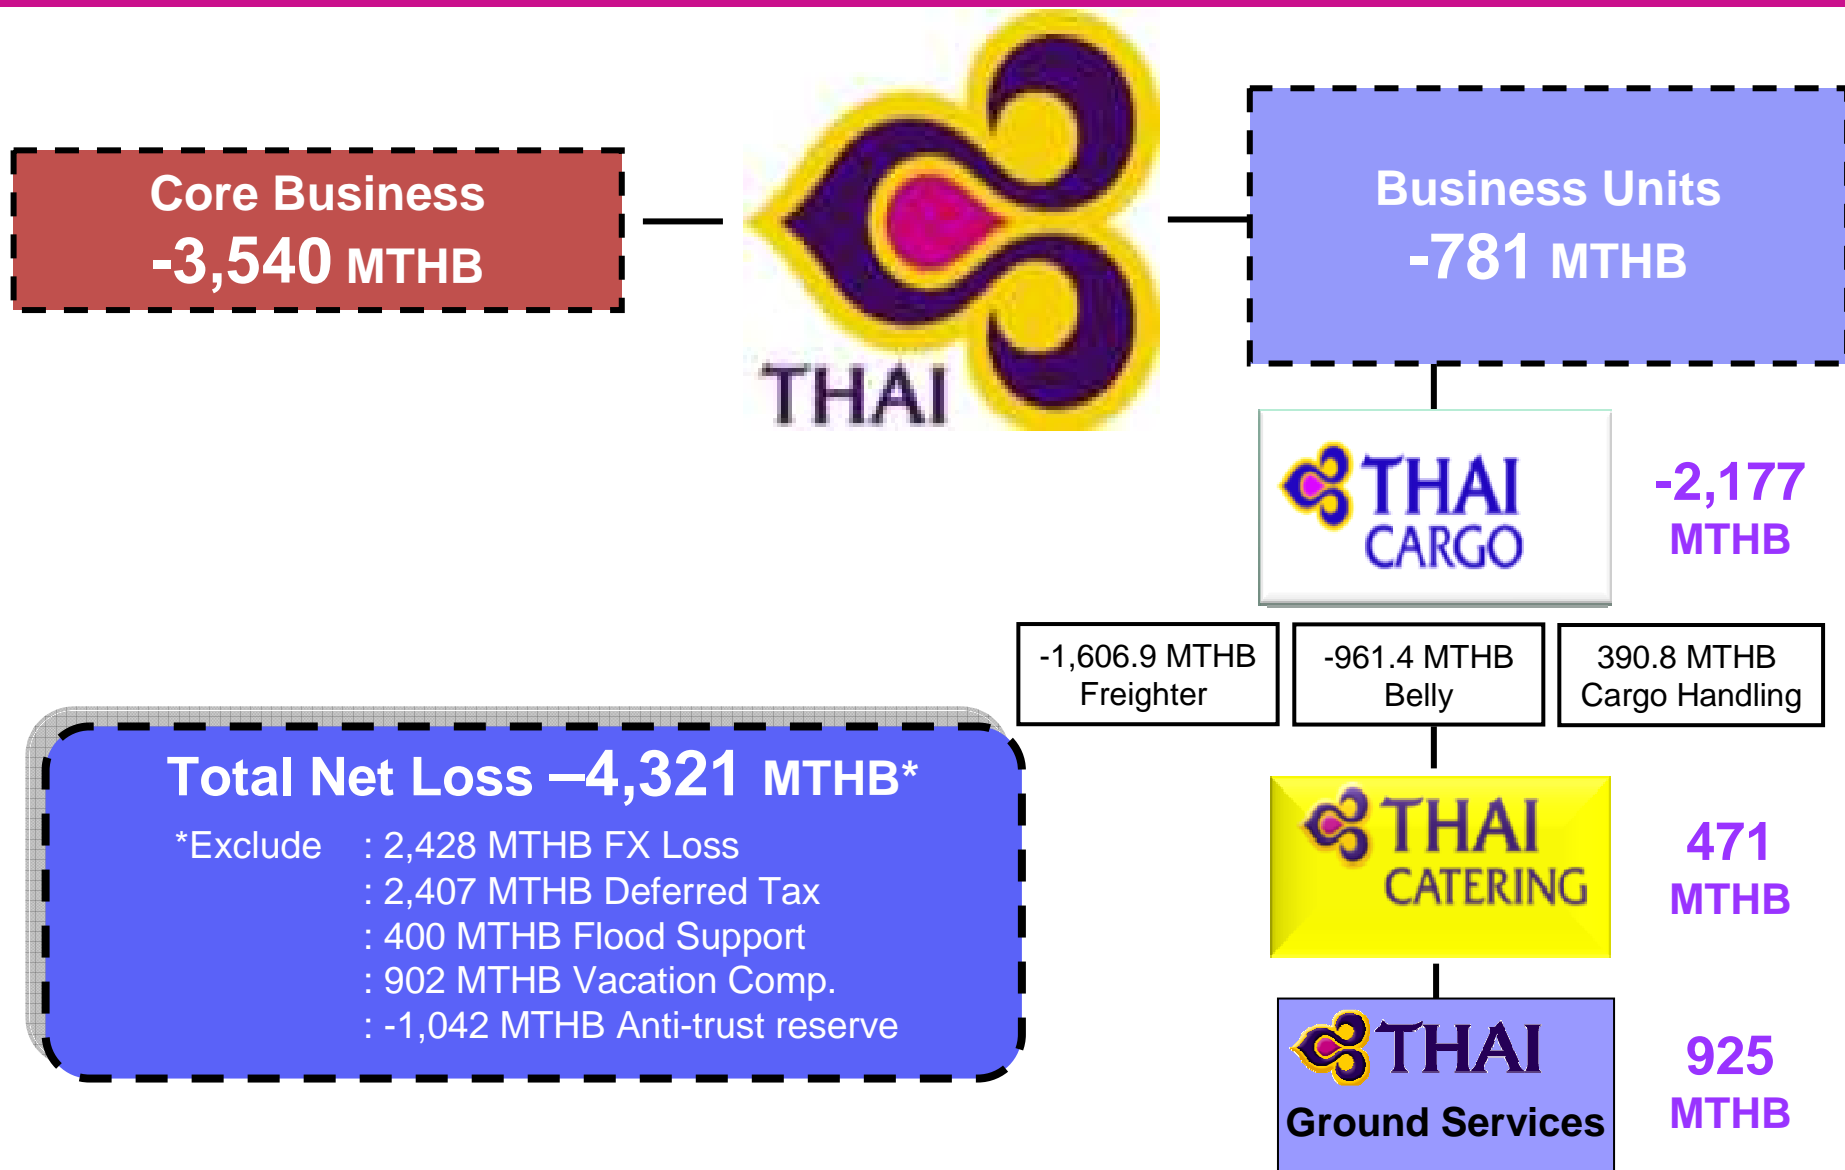 Core Business
-3,540 MTHB
THAI
Business Units
-781 MTHB
THAI
CARGO
-2,177
MTHB
-1,606.9 MTHB
Freighter
-961.4 MTHB
Belly
390.8 MTHB
Cargo Handling
Total Net Loss –4,321 MTHB*
*Exclude : 2,428 MTHB FX Loss
: 2,407 MTHB Deferred Tax
: 400 MTHB Flood Support
: 902 MTHB Vacation Comp.
: -1,042 MTHB Anti-trust reserve
THAI
CATERING
471
MTHB
THAI
Ground Services
925
MTHB